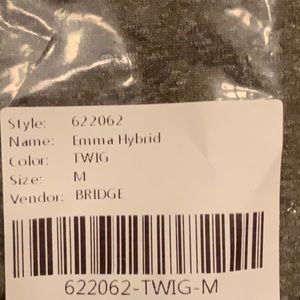 Style: 622062
Name: Emma Hybrid
Color: TWIG
Size: M
Vendor: BRIDGE
622062-TWIG-M